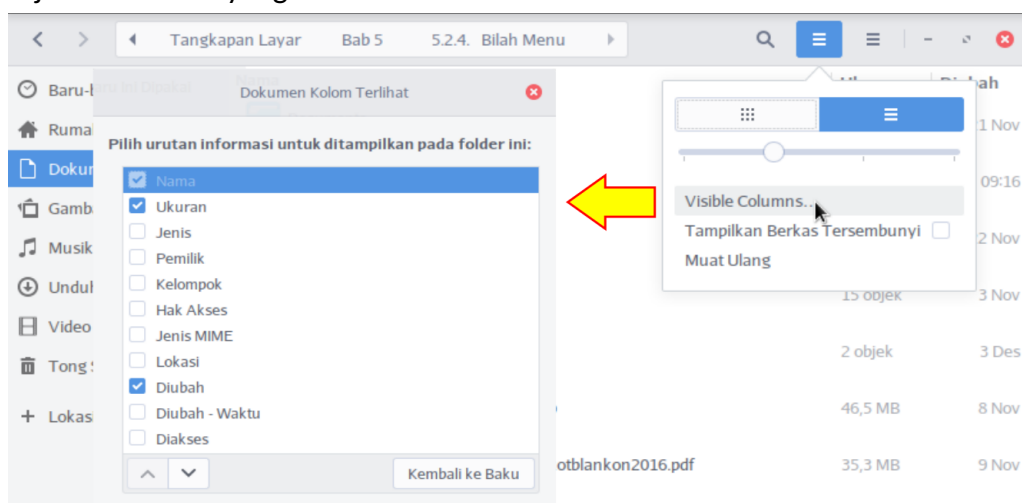 Tangkapan Layar Bab 5 5.2.4. Bilah Menu
Baru-
Dokumen Kolom Terlihat
Pilih urutan informasi untuk ditampilkan pada folder ini:
Nama
Ukuran
Jenis
Pemilik
Kelompok
Hak Akses
Jenis MIME
Lokasi
Diubah
Diubah - Waktu
Diakses
Kembali ke Baku
Ruma
Doku
Gamb
Musik
Unduh
Video
Tong
Lokas
Visible Columns...
Tampilkan Berkas Tersembunyi
Muat Ulang
ah
1 Nov
09:16
2 Nov
15 objek 3 Nov
2 objek 3 Des
46,5 MB 8 Nov
otblankon2016.pdf 35,3 MB 9 Nov